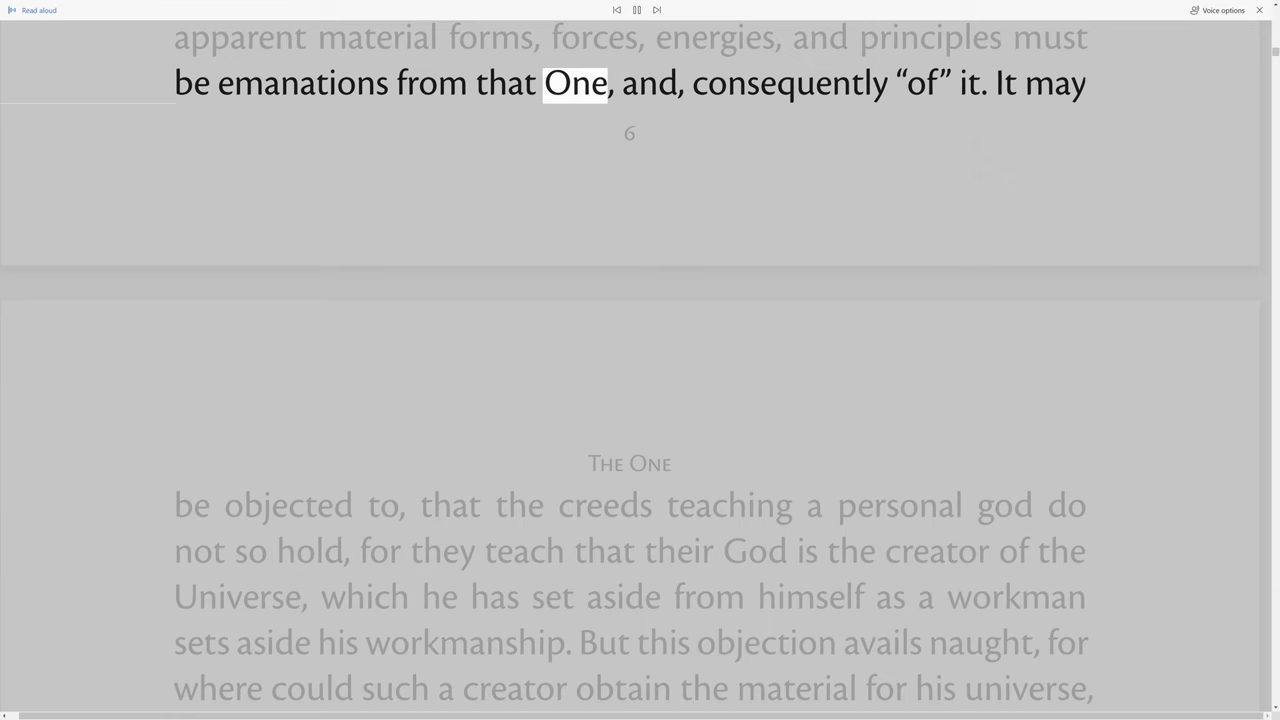 Read aloud
Voice options
apparent material forms, forces, energies, and principles must
be emanations from that One, and, consequently “of” it. It may
6
The One
be objected to, that the creeds teaching a personal god do
not so hold, for they teach that their God is the creator of the
Universe, which he has set aside from himself as a workman
sets aside his workmanship. But this objection avails naught, for
where could such a creator obtain the material for his universe,